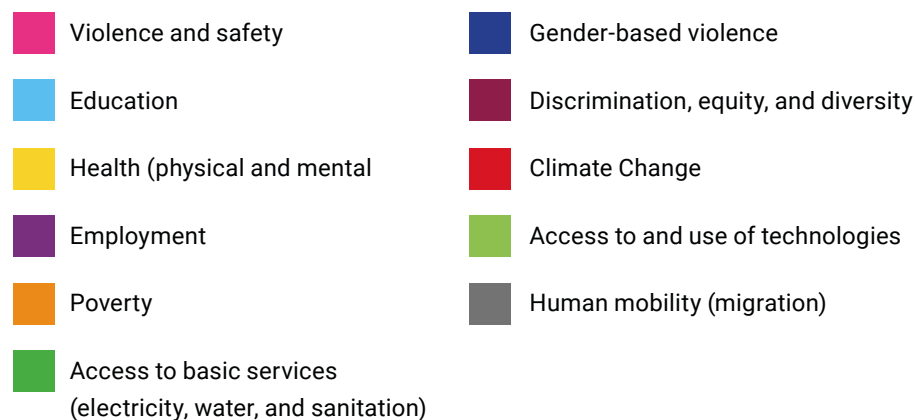 Violence and safety
Education
Health (physical and mental
Employment
Poverty
Access to basic services
(electricity, water, and sanitation)
Gender-based violence
Discrimination, equity, and diversity
Climate Change
Access to and use of technologies
Human mobility (migration)